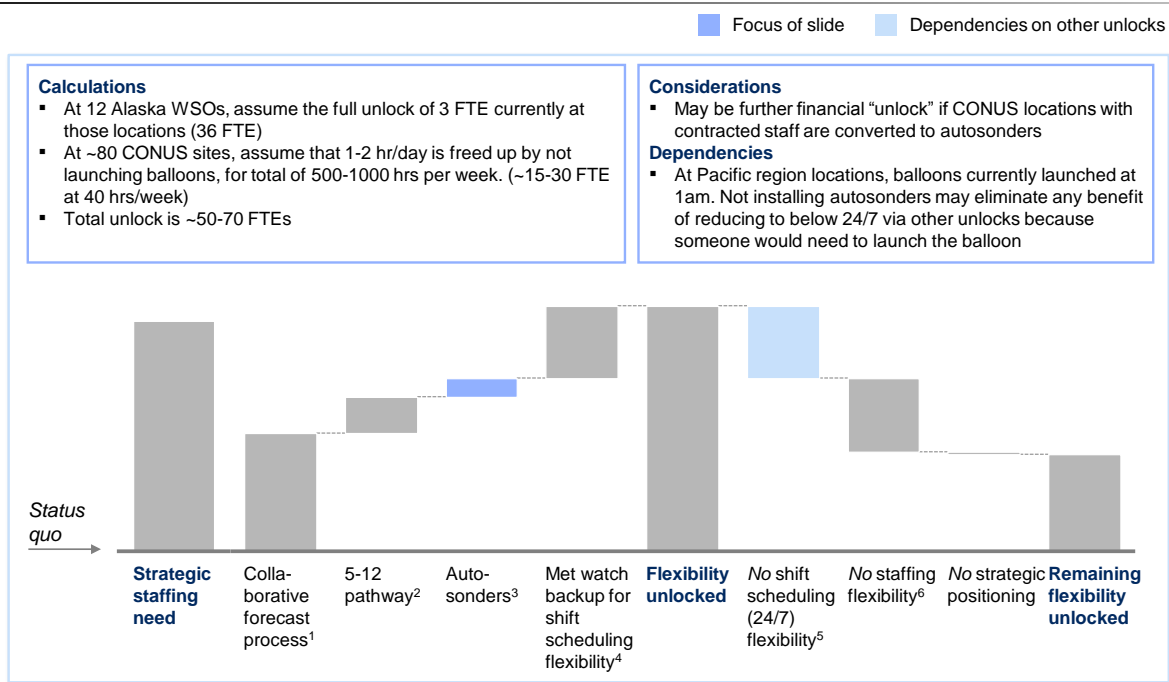 Focus of slide
Dependencies on other unlocks
Calculations
▪ At 12 Alaska WSOs, assume the full unlock of 3 FTE currently at
those locations (36 FTE)
▪ At ~80 CONUS sites, assume that 1-2 hr/day is freed up by not
launching balloons, for total of 500-1000 hrs per week. (~15-30 FTE
at 40 hrs/week)
▪ Total unlock is ~50-70 FTEs
Considerations
▪ May be further financial “unlock” if CONUS locations with
contracted staff are converted to autosonders
Dependencies
▪ At Pacific region locations, balloons currently launched at
1am. Not installing autosonders may eliminate any benefit
of reducing to below 24/7 via other unlocks because
someone would need to launch the balloon
Status
quo
Strategic
staffing
need
Colla-
borative
forecast
process1
5-12
pathway2
Auto-
sonders3
Met watch
backup for
shift
scheduling
flexibility4
Flexibility
unlocked
No shift
scheduling
(24/7)
flexibility5
No staffing
flexibility6
No strategic
positioning
Remaining
flexibility
unlocked